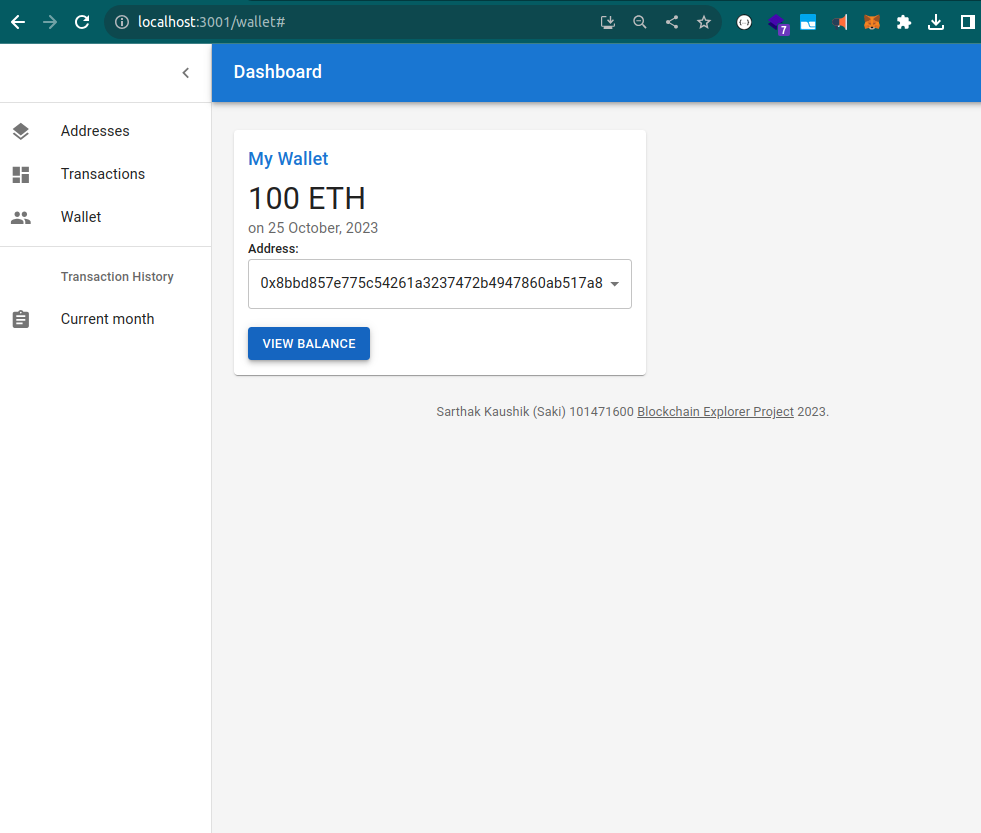 localhost:3001/wallet#
7
Dashboard
Addresses
Transactions
Wallet
Transaction History
Current month
My Wallet
100 ETH
on 25 October, 2023
Address:
0x8bbd857e775c54261a3237472b4947860ab517a8
VIEW BALANCE
Sarthak Kaushik (Saki) 101471600 Blockchain Explorer Project 2023.